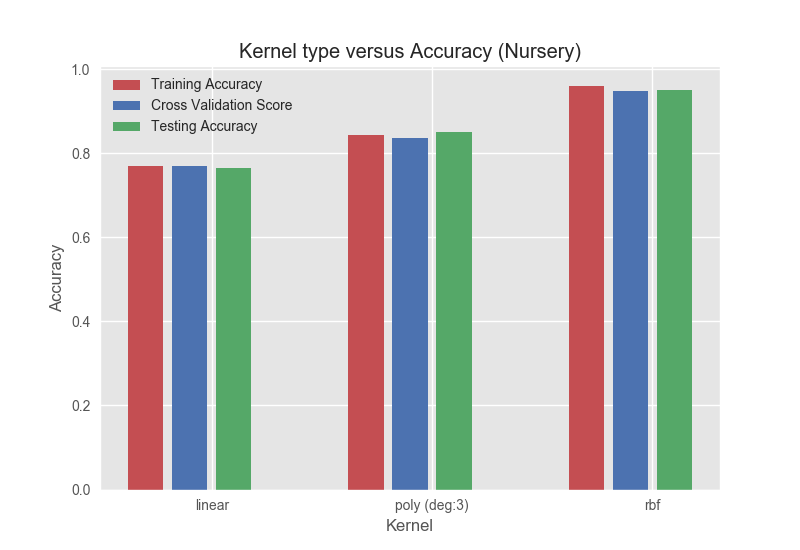 Kernel type versus Accuracy (Nursery)
Training Accuracy
Cross Validation Score
Testing Accuracy
1.0
0.8
0.6
0.4
0.2
0.0
Accuracy
linear
poly (deg:3)
rbf
Kernel